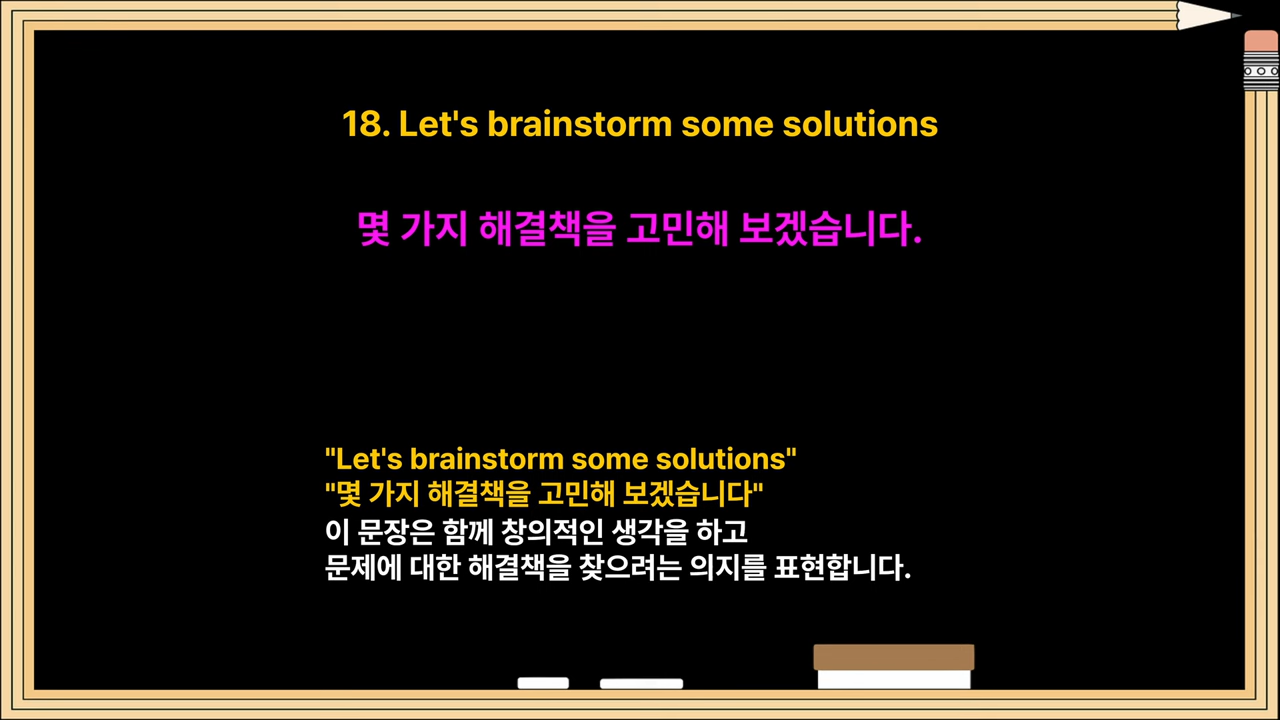 18. Let's brainstorm some solutions
몇 가지 해결책을 고민해 보겠습니다.
"Let's brainstorm some solutions"
"몇 가지 해결책을 고민해 보겠습니다"
이 문장은 함께 창의적인 생각을 하고
문제에 대한 해결책을 찾으려는 의지를 표현합니다.